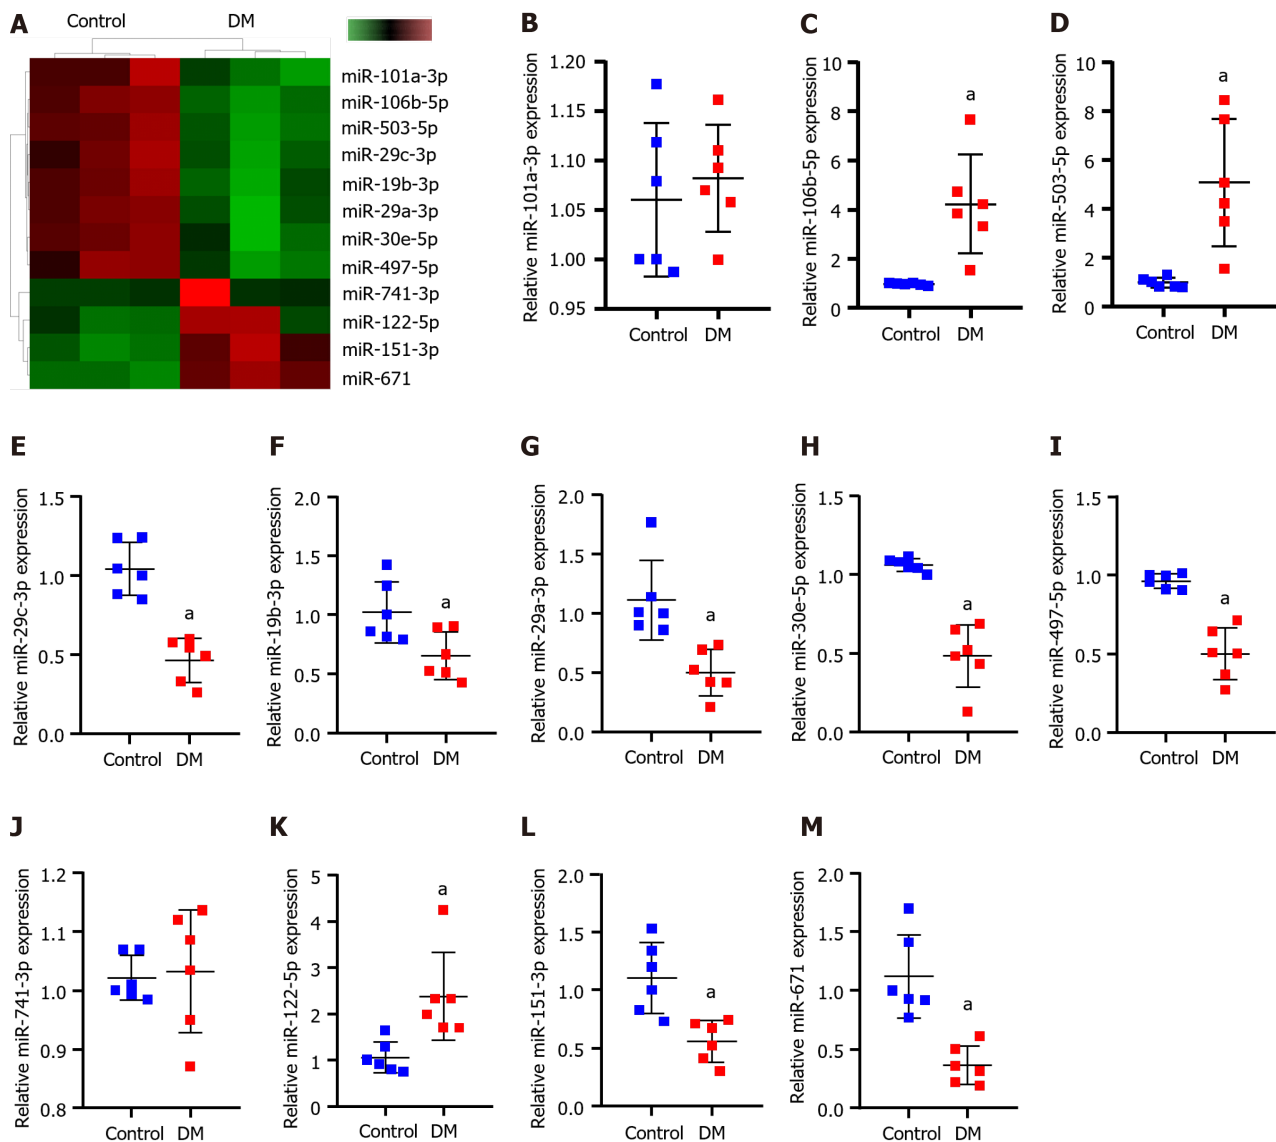 A
Control
DM
miR-101a-3p
miR-106b-5p
miR-503-5p
miR-29c-3p
miR-19b-3p
miR-29a-3p
miR-30e-5p
miR-497-5p
miR-741-3p
miR-122-5p
miR-151-3p
miR-671
B
Relative miR-101a-3p expression
1.20
1.15
1.10
1.05
1.00
0.95
Control DM
C
Relative miR-106b-5p expression
10
8
6
4
2
0
a
Control DM
D
Relative miR-503-5p expression
10
8
6
4
2
0
a
Control DM
E
Relative miR-29c-3p expression
1.5
1.0
0.5
0.0
a
Control DM
F
Relative miR-19b-3p expression
2.0
1.5
1.0
0.5
0.0
a
Control DM
G
Relative miR-29a-3p expression
2.0
1.5
1.0
0.5
0.0
a
Control DM
H
Relative miR-30e-5p expression
1.5
1.0
0.5
0.0
a
Control DM
I
Relative miR-497-5p expression
1.5
1.0
0.5
0.0
a
Control DM
J
Relative miR-741-3p expression
1.2
1.1
1.0
0.9
0.8
Control DM
K
Relative miR-122-5p expression
5
4
3
2
1
0
a
Control DM
L
Relative miR-151-3p expression
2.0
1.5
1.0
0.5
0.0
a
Control DM
M
Relative miR-671 expression
2.0
1.5
1.0
0.5
0.0
a
Control DM